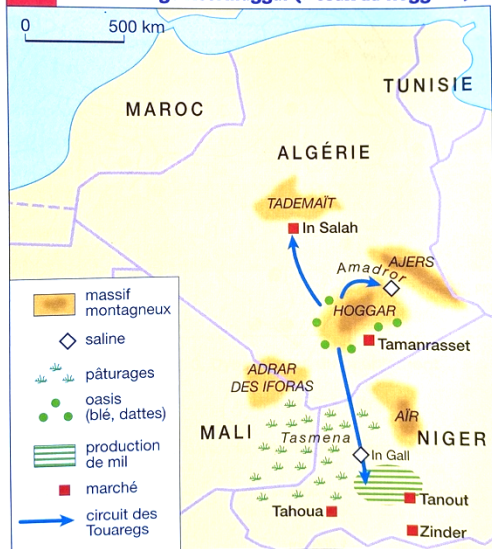 0 500 km
MAROC
TUNISIE
ALGÉRIE
TADEMAÏT
In Salah
AJERS
Amadror
HOGGAR
Tamanrasset
ADRAR
DES IFORAS
AÏR
MALI
Tasmena
NIGER
In Gall
Tanout
Tahoua
Zinder
massif
montagneux
saline
pâturages
oasis
(blé, dattes)
production
de mil
marché
circuit des
Touaregs